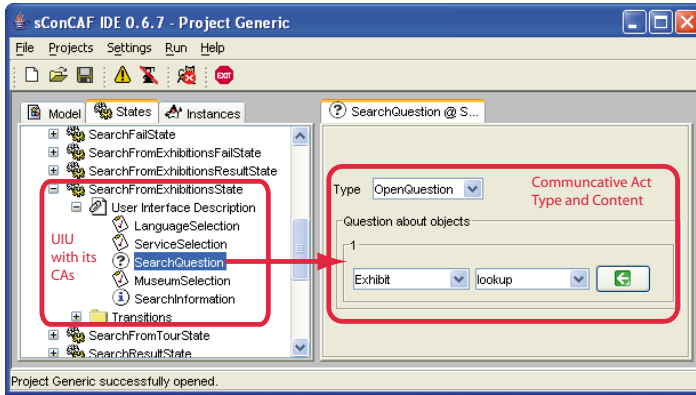 sConCAF IDE 0.6.7 - Project Generic
File Projects Settings Run Help
EXIT
Model States Instances
SearchQuestion @ S...
SearchFailState
SearchFromExhibitionsFailState
SearchFromExhibitionsResultState
SearchFromExhibitionsState
User Interface Description
LanguageSelection
ServiceSelection
SearchQuestion
MuseumSelection
SearchInformation
Transitions
SearchFromTourState
SearchResultState
UIU
with its
CAs
Type OpenQuestion
Communcative Act
Type and Content
Question about objects
1
Exhibit lookup
Project Generic successfully opened.